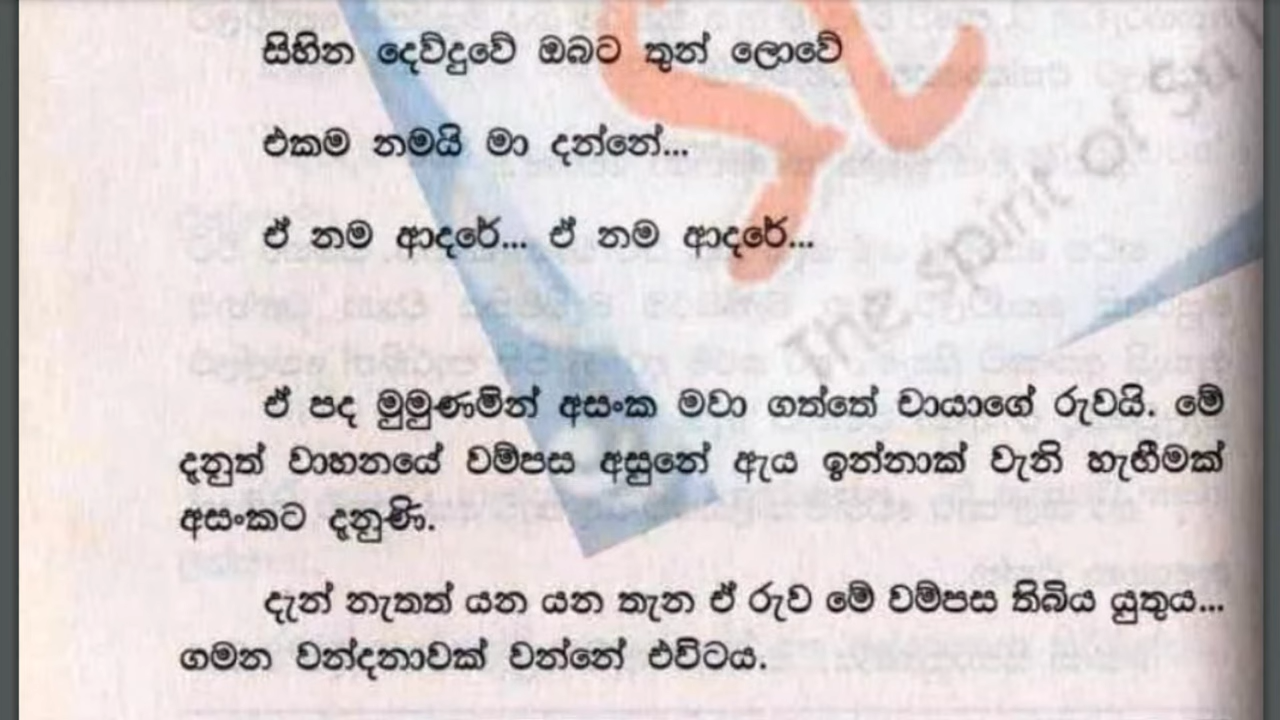 සිහින දෙව්දුවේ ඔබට තුන් ලොවේ
එකම නමයි මා දන්නේ...
ඒ නම ආදරේ... ඒ නම ආදරේ...
The spirit of
ඒ පද මුමුණමින් අසංක මවා ගත්තේ චායාගේ රුවයි. මේ
දැනුත් වාහනයේ වම්පස අසුනේ ඇය ඉන්නාක් වැනි හැඟීමක්
අසංකට දැනුණි.
දැන් නැතත් යන යන තැන ඒ රුව මේ වම්පස තිබිය යුතුය...
ගමන වන්දනාවක් වන්නේ එවිටය.